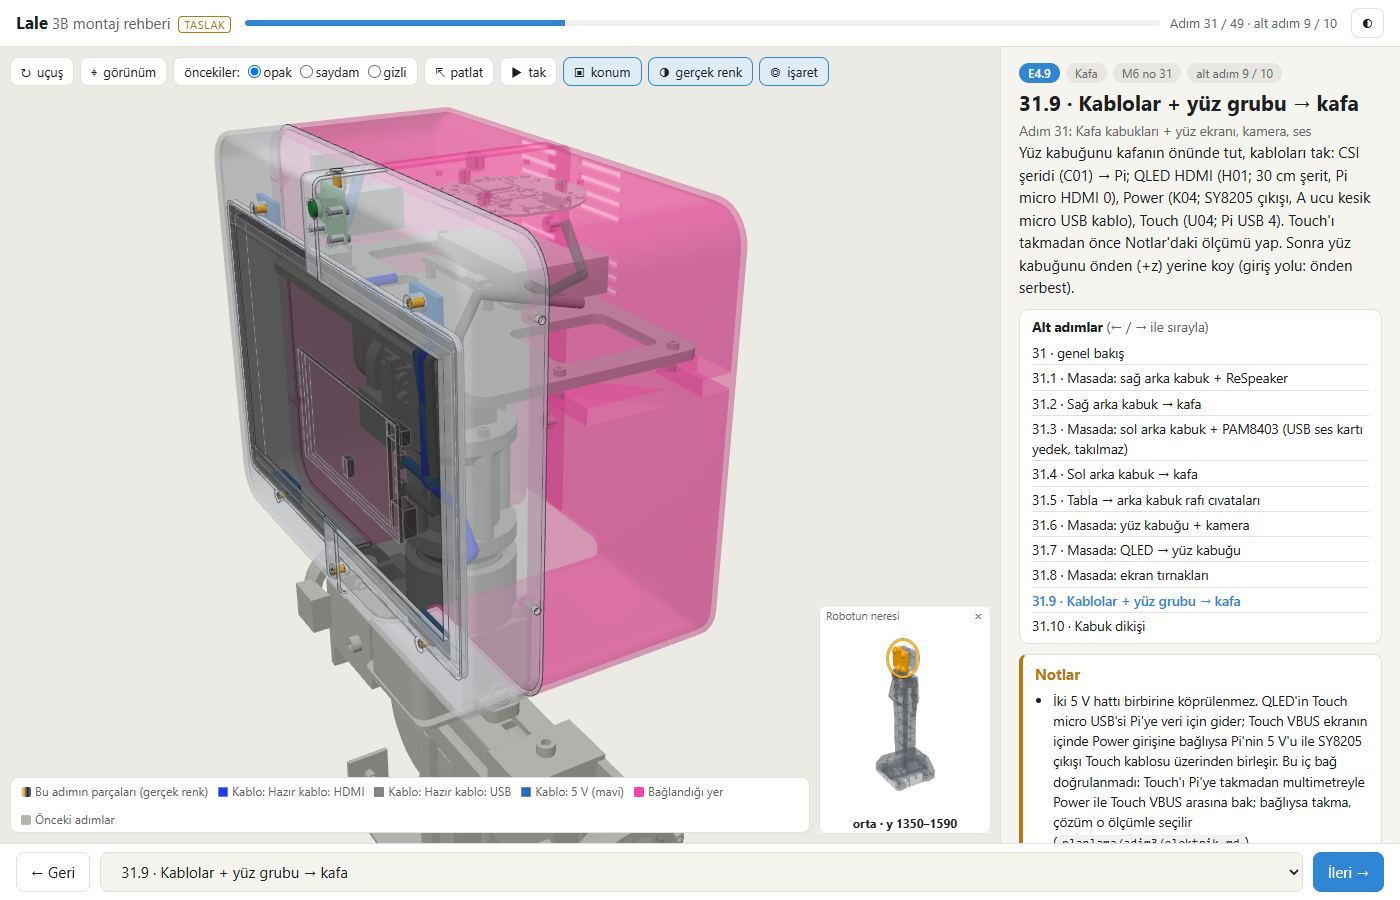 Lale 3B montaj rehberi TASLAK
Adım 31 / 49 · alt adım 9 / 10
↻ uçuş
⌖ görünüm
öncekiler: opak saydam gizli
⇱ patlat
▶ tak
▣ konum
◑ gerçek renk
◎ işaret
E4.9 Kafa M6 no 31 alt adım 9 / 10
31.9 · Kablolar + yüz grubu → kafa
Adım 31: Kafa kabukları + yüz ekranı, kamera, ses
Yüz kabuğunu kafanın önünde tut, kabloları tak: CSI
şeridi (C01) → Pi; QLED HDMI (H01; 30 cm şerit, Pi
micro HDMI 0), Power (K04; SY8205 çıkışı, A ucu kesik
micro USB kablo), Touch (U04; Pi USB 4). Touch'ı
takmadan önce Notlar'daki ölçümü yap. Sonra yüz
kabuğunu önden (+z) yerine koy (giriş yolu: önden
serbest).
Alt adımlar (← / → ile sırayla)
31 · genel bakış
31.1 · Masada: sağ arka kabuk + ReSpeaker
31.2 · Sağ arka kabuk → kafa
31.3 · Masada: sol arka kabuk + PAM8403 (USB ses kartı
yedek, takılmaz)
31.4 · Sol arka kabuk → kafa
31.5 · Tabla → arka kabuk rafı cıvataları
31.6 · Masada: yüz kabuğu + kamera
31.7 · Masada: QLED → yüz kabuğu
31.8 · Masada: ekran tırnakları
31.9 · Kablolar + yüz grubu → kafa
31.10 · Kabuk dikişi
Notlar
• İki 5 V hattı birbirine köprülenmez. QLED'in Touch
micro USB'si Pi'ye veri için gider; Touch VBUS ekranın
içinde Power girişine bağlıysa Pi'nin 5 V'u ile SY8205
çıkışı Touch kablosu üzerinden birleşir. Bu iç bağ
doğrulanmadı: Touch'ı Pi'ye takmadan multimetreyle
Power ile Touch VBUS arasına bak; bağlıysa takma,
çözüm o ölçümle seçilir
(planlama/adim3/elektrik.md)
Robotun neresi ×
orta · y 1350–1590
Bu adımın parçaları (gerçek renk) Kablo: Hazır kablo: HDMI Kablo: Hazır kablo: USB Kablo: 5 V (mavi) Bağlandığı yer
Önceki adımlar
← Geri
31.9 · Kablolar + yüz grubu → kafa
İleri →